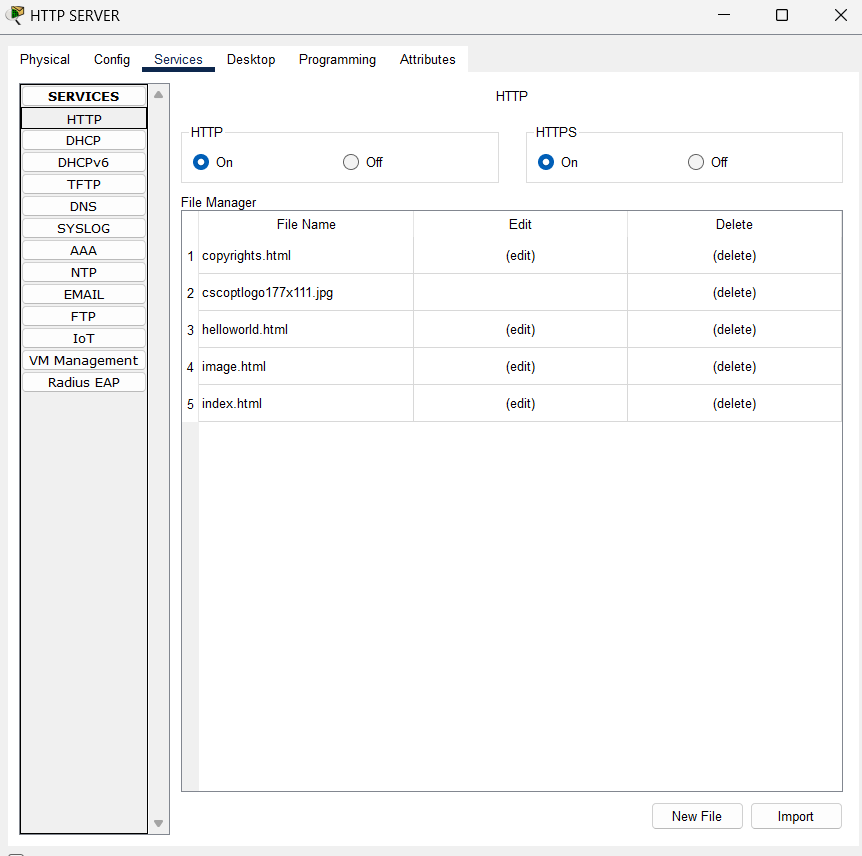 HTTP SERVER
Physical Config Services Desktop Programming Attributes
SERVICES
HTTP
DHCP
DHCPv6
TFTP
DNS
SYSLOG
AAA
NTP
EMAIL
FTP
IoT
VM Management
Radius EAP
HTTP
HTTP
On Off
HTTPS
On Off
File Manager
File Name Edit Delete
1 copyrights.html (edit) (delete)
2 cscoptlogo177x111.jpg (delete)
3 helloworld.html (edit) (delete)
4 image.html (edit) (delete)
5 index.html (edit) (delete)
New File Import